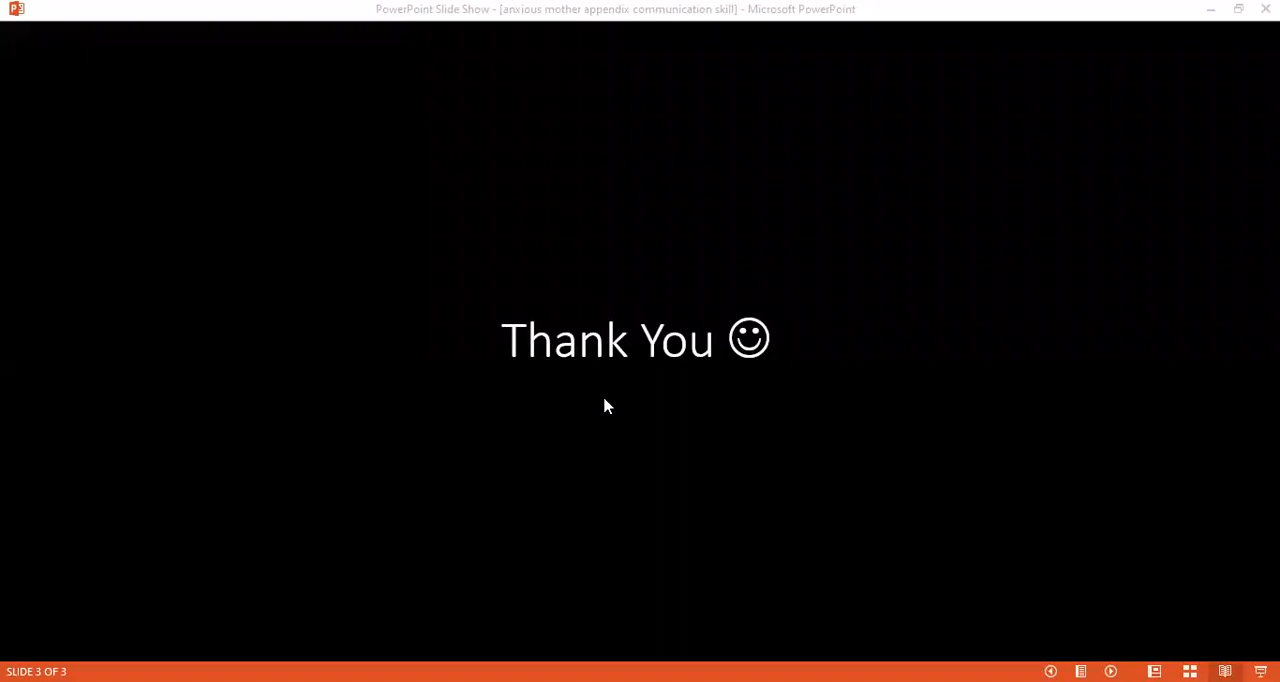 PowerPoint Slide Show - [anxious mother appendix communication skill] - Microsoft PowerPoint
Thank You ☺
SLIDE 3 OF 3